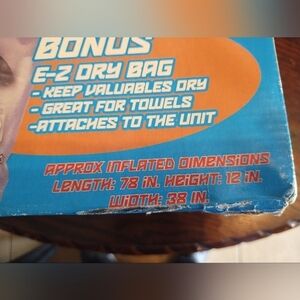 BONUS
E-Z DRY BAG
- KEEP VALUABLES DRY
- GREAT FOR TOWELS
-ATTACHES TO THE UNIT
APPROX INFLATED DIMENSIONS
LENGTH: 78 IN. HEIGHT: 12 IN.
WIDTH: 38 IN.